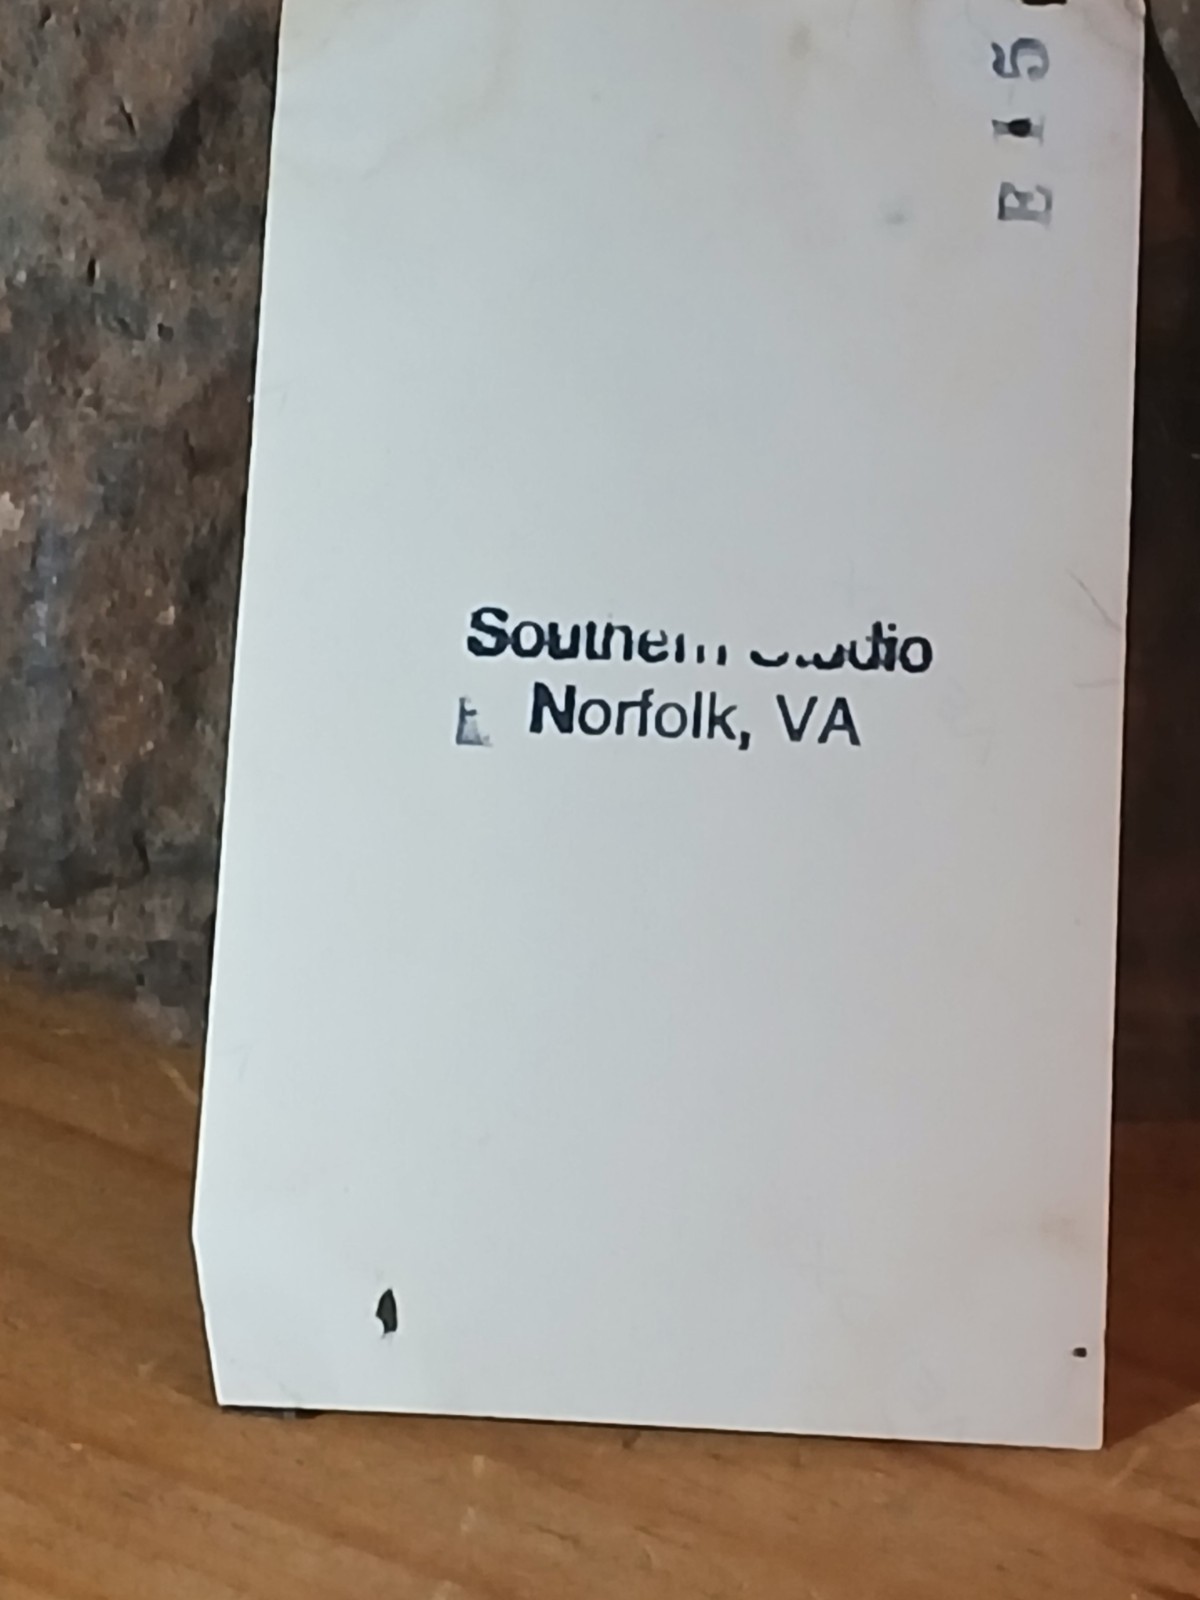 E15
Southern Studio
Norfolk, VA